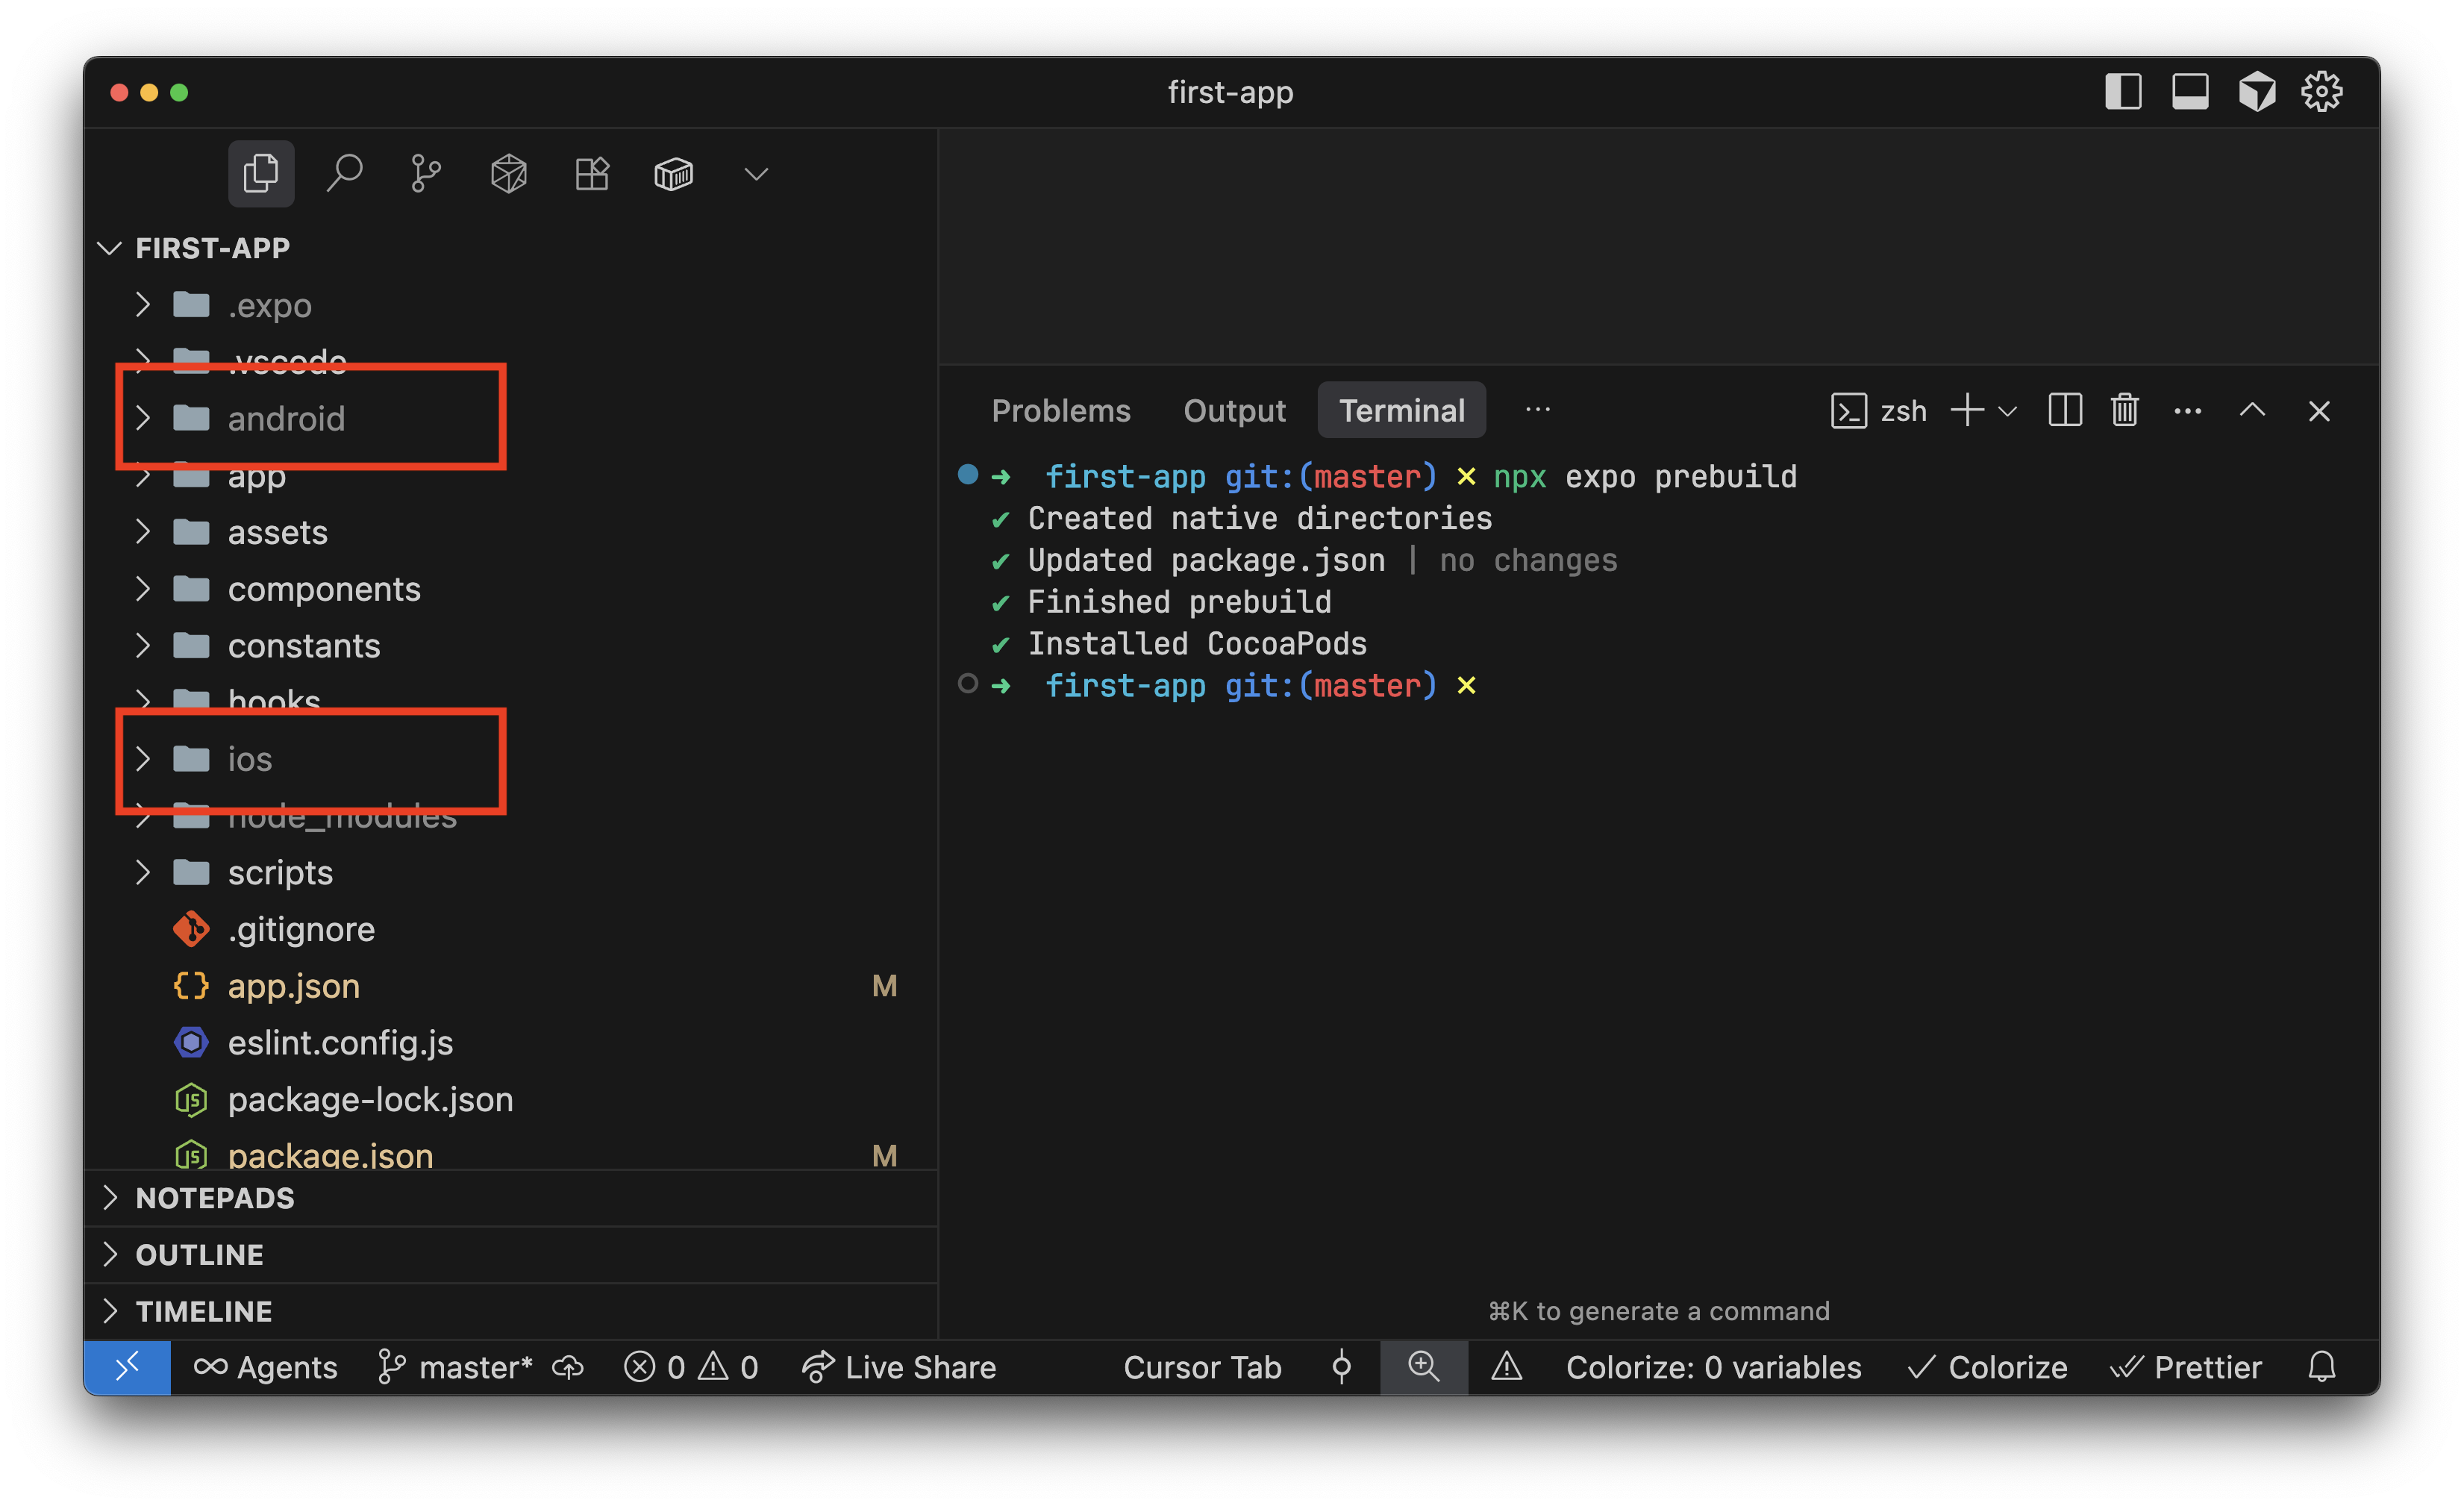 first-app
FIRST-APP
.expo
.vscode
android
app
assets
components
constants
hooks
ios
node_modules
scripts
.gitignore
app.json M
eslint.config.js
package-lock.json
package.json M
NOTEPADS
OUTLINE
TIMELINE
Problems Output Terminal ··· zsh
➜ first-app git:(master) ✗ npx expo prebuild
✔ Created native directories
✔ Updated package.json | no changes
✔ Finished prebuild
✔ Installed CocoaPods
➜ first-app git:(master) ✗
⌘K to generate a command
Agents master* 0 0 Live Share Cursor Tab Colorize: 0 variables Colorize Prettier